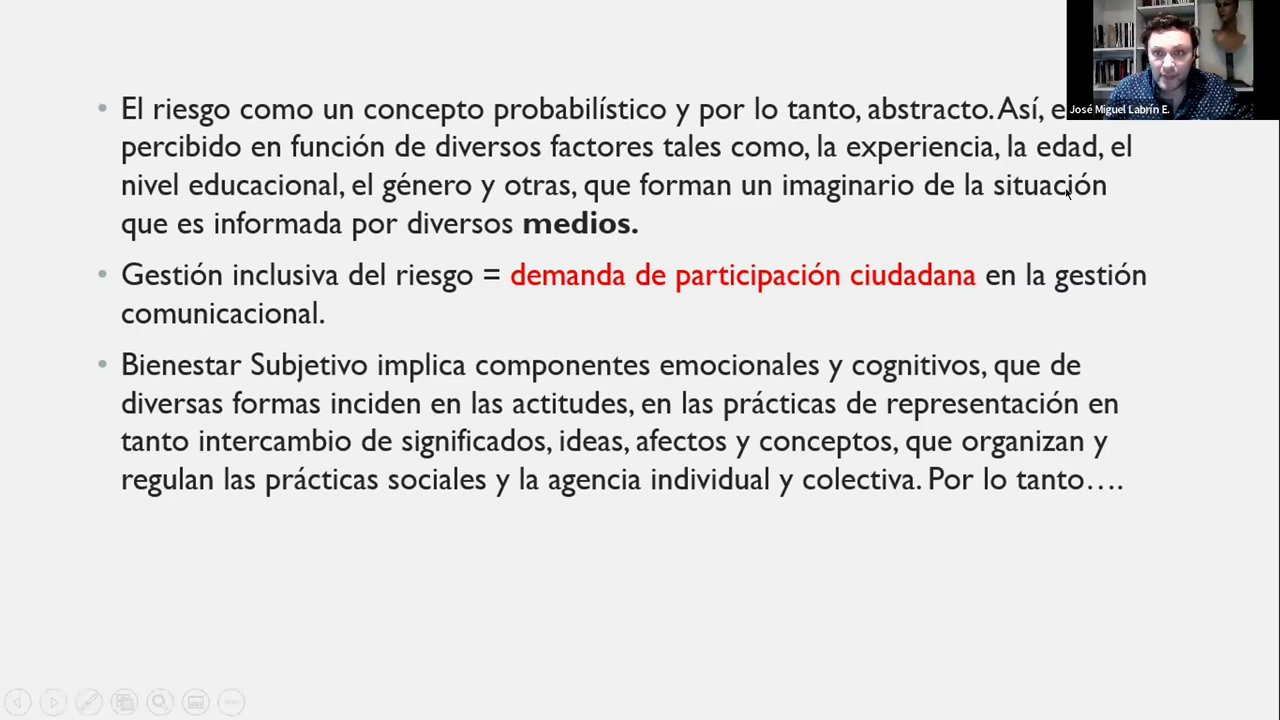 El riesgo como un concepto probabilístico y por lo tanto, abstracto. Así,
percibido en función de diversos factores tales como, la experiencia, la edad, el
nivel educacional, el género y otras, que forman un imaginario de la situación
que es informada por diversos medios.
Gestión inclusiva del riesgo = demanda de participación ciudadana en la gestión
comunicacional.
Bienestar Subjetivo implica componentes emocionales y cognitivos, que de
diversas formas inciden en las actitudes, en las prácticas de representación en
tanto intercambio de significados, ideas, afectos y conceptos, que organizan y
regulan las prácticas sociales y la agencia individual y colectiva. Por lo tanto….
José Miguel Labrín E.